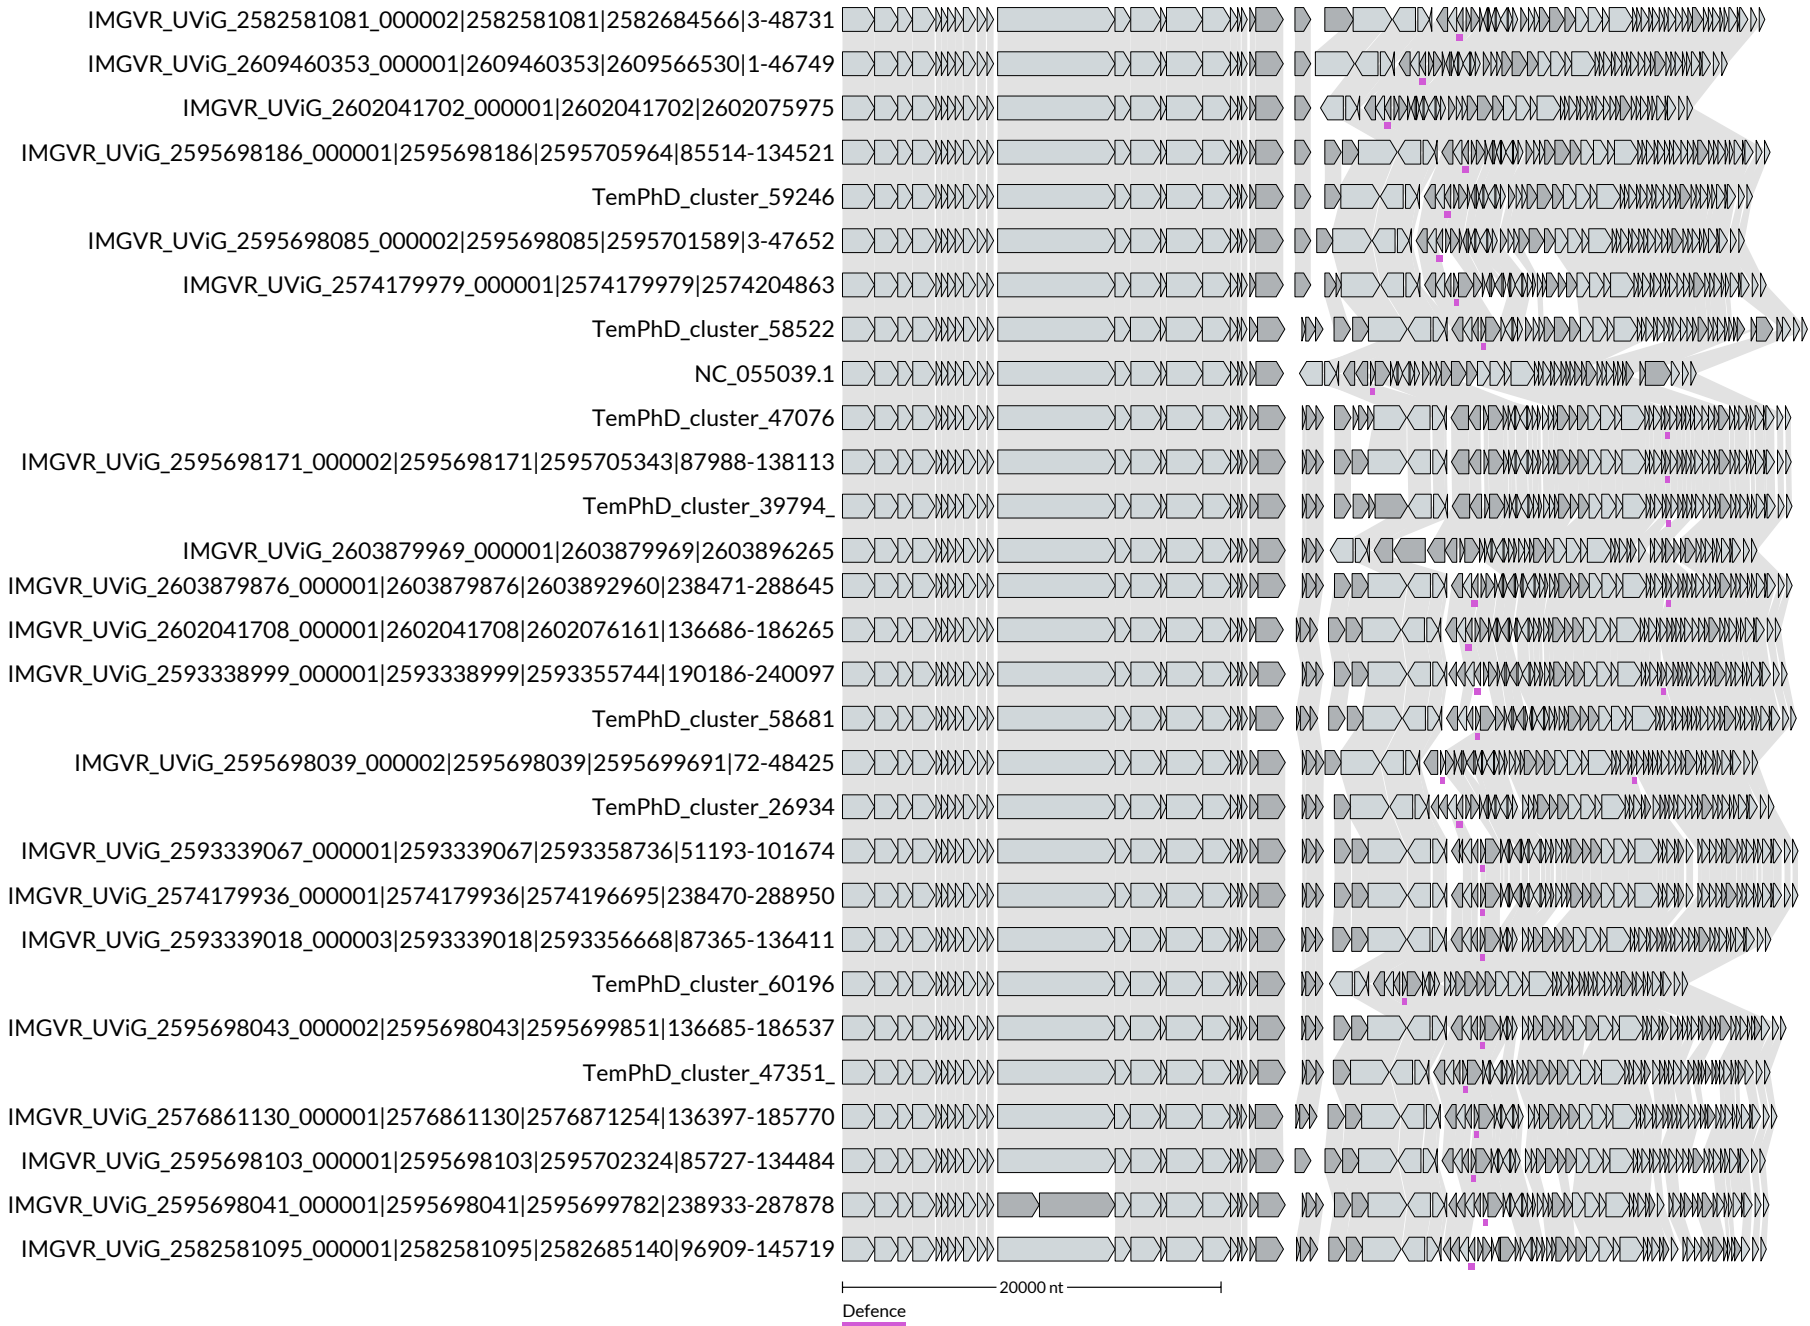 IMGVR_UViG_2582581081_000002|2582581081|2582684566|3-48731
IMGVR_UViG_2609460353_000001|2609460353|2609566530|1-46749
IMGVR_UViG_2602041702_000001|2602041702|2602075975
IMGVR_UViG_2595698186_000001|2595698186|2595705964|85514-134521
TemPhD_cluster_59246
IMGVR_UViG_2595698085_000002|2595698085|2595701589|3-47652
IMGVR_UViG_2574179979_000001|2574179979|2574204863
TemPhD_cluster_58522
NC_055039.1
TemPhD_cluster_47076
IMGVR_UViG_2595698171_000002|2595698171|2595705343|87988-138113
TemPhD_cluster_39794_
IMGVR_UViG_2603879969_000001|2603879969|2603896265
IMGVR_UViG_2603879876_000001|2603879876|2603892960|238471-288645
IMGVR_UViG_2602041708_000001|2602041708|2602076161|136686-186265
IMGVR_UViG_2593338999_000001|2593338999|2593355744|190186-240097
TemPhD_cluster_58681
IMGVR_UViG_2595698039_000002|2595698039|2595699691|72-48425
TemPhD_cluster_26934
IMGVR_UViG_2593339067_000001|2593339067|2593358736|51193-101674
IMGVR_UViG_2574179936_000001|2574179936|2574196695|238470-288950
IMGVR_UViG_2593339018_000003|2593339018|2593356668|87365-136411
TemPhD_cluster_60196
IMGVR_UViG_2595698043_000002|2595698043|2595699851|136685-186537
TemPhD_cluster_47351_
IMGVR_UViG_2576861130_000001|2576861130|2576871254|136397-185770
IMGVR_UViG_2595698103_000001|2595698103|2595702324|85727-134484
IMGVR_UViG_2595698041_000001|2595698041|2595699782|238933-287878
IMGVR_UViG_2582581095_000001|2582581095|2582685140|96909-145719
20000 nt
Defence